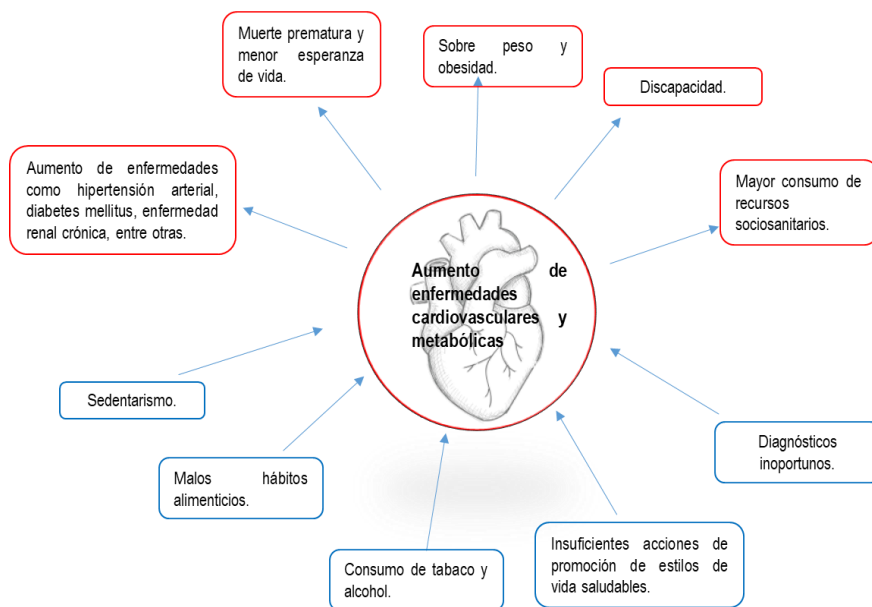 Muerte prematura y
menor esperanza
de vida.
Sobre peso y
obesidad.
Discapacidad.
Aumento de enfermedades
como hipertensión arterial,
diabetes mellitus, enfermedad
renal crónica, entre otras.
Mayor consumo de
recursos
sociosanitarios.
Aumento de
enfermedades
cardiovasculares y
metabólicas
Sedentarismo.
Malos hábitos
alimenticios.
Consumo de tabaco y
alcohol.
Insuficientes acciones de
promoción de estilos de
vida saludables.
Diagnósticos
inoportunos.